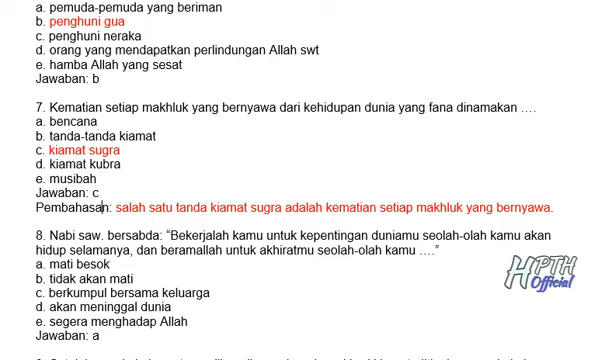 a. pemuda-pemuda yang beriman
b. penghuni gua
c. penghuni neraka
d. orang yang mendapatkan perlindungan Allah swt
e. hamba Allah yang sesat
Jawaban: b
7. Kematian setiap makhluk yang bernyawa dari kehidupan dunia yang fana dinamakan ….
a. bencana
b. tanda-tanda kiamat
c. kiamat sugra
d. kiamat kubra
e. musibah
Jawaban: c
Pembahasan: salah satu tanda kiamat sugra adalah kematian setiap makhluk yang bernyawa.
8. Nabi saw. bersabda: “Bekerjalah kamu untuk kepentingan duniamu seolah-olah kamu akan
hidup selamanya, dan beramallah untuk akhiratmu seolah-olah kamu ….”
a. mati besok
b. tidak akan mati
c. berkumpul bersama keluarga
d. akan meninggal dunia
e. segera menghadap Allah
Jawaban: a
HPTH
Official